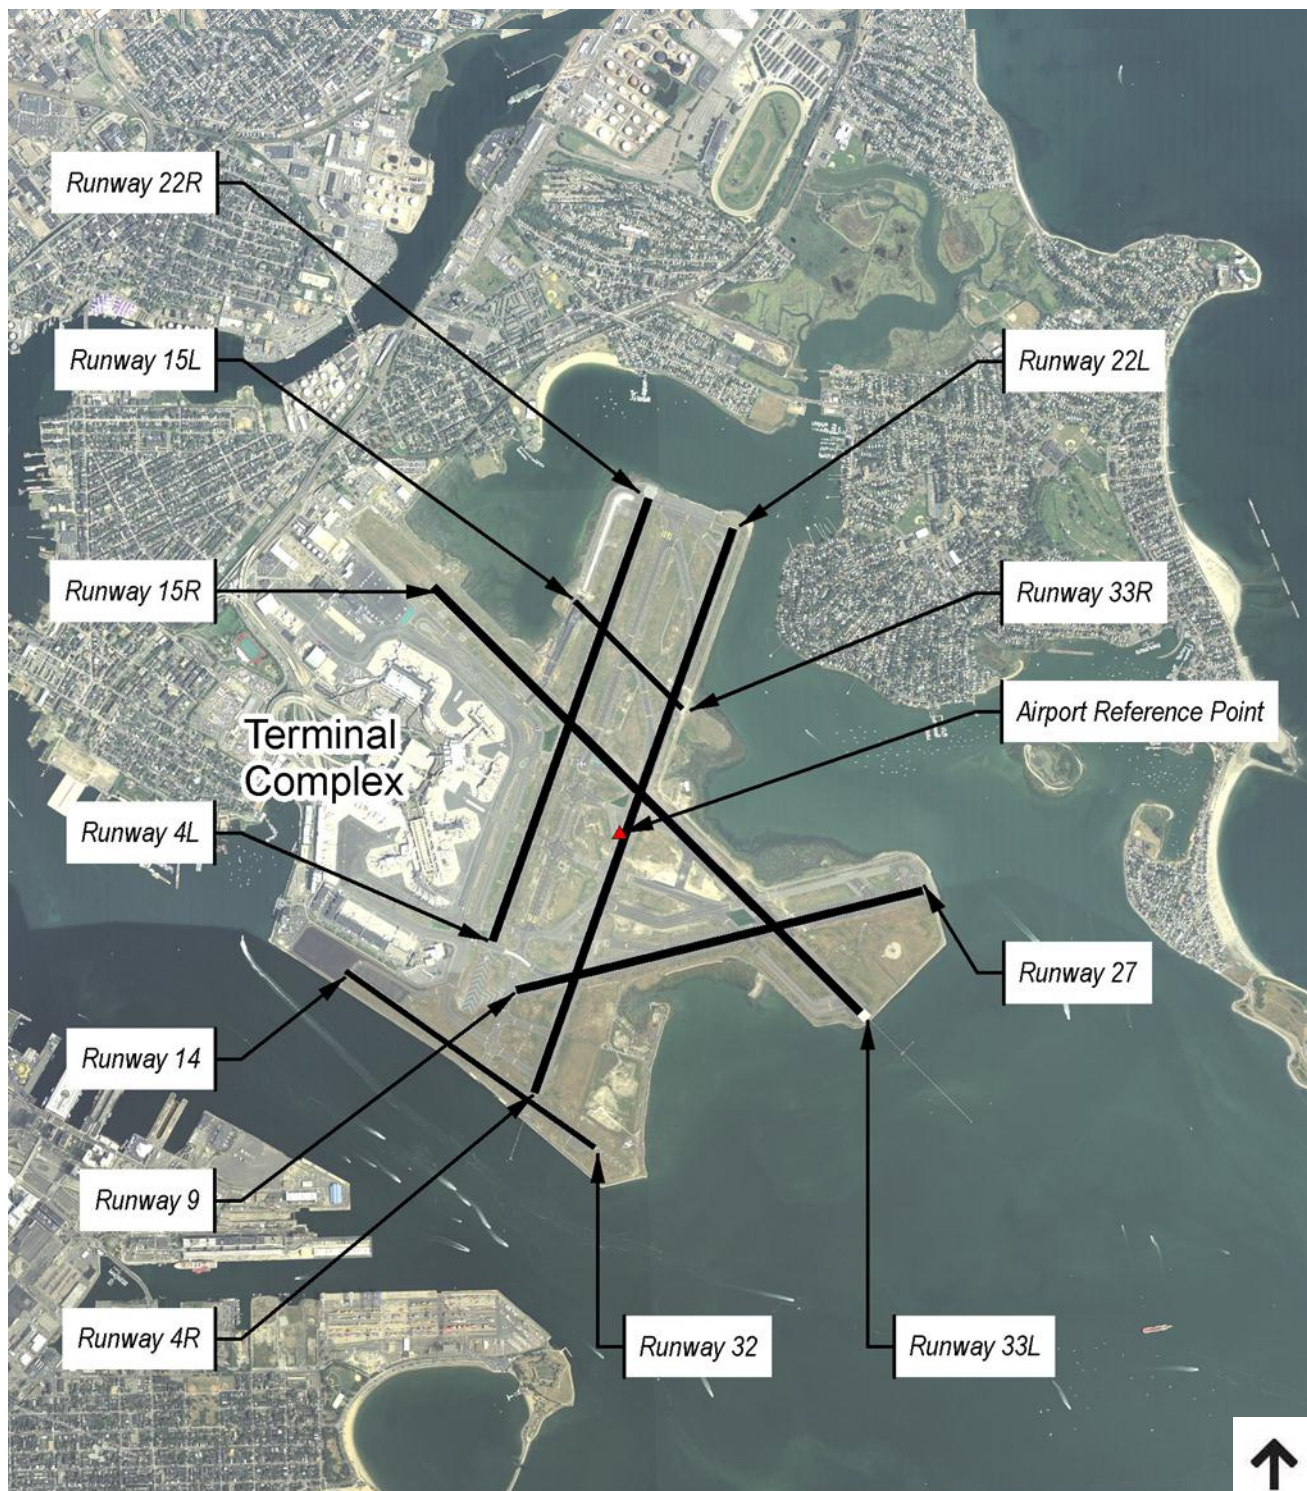 Runway 22R
Runway 15L
Runway 22L
Runway 15R
Runway 33R
Airport Reference Point
Terminal
Complex
Runway 4L
Runway 27
Runway 14
Runway 9
Runway 4R
Runway 32
Runway 33L